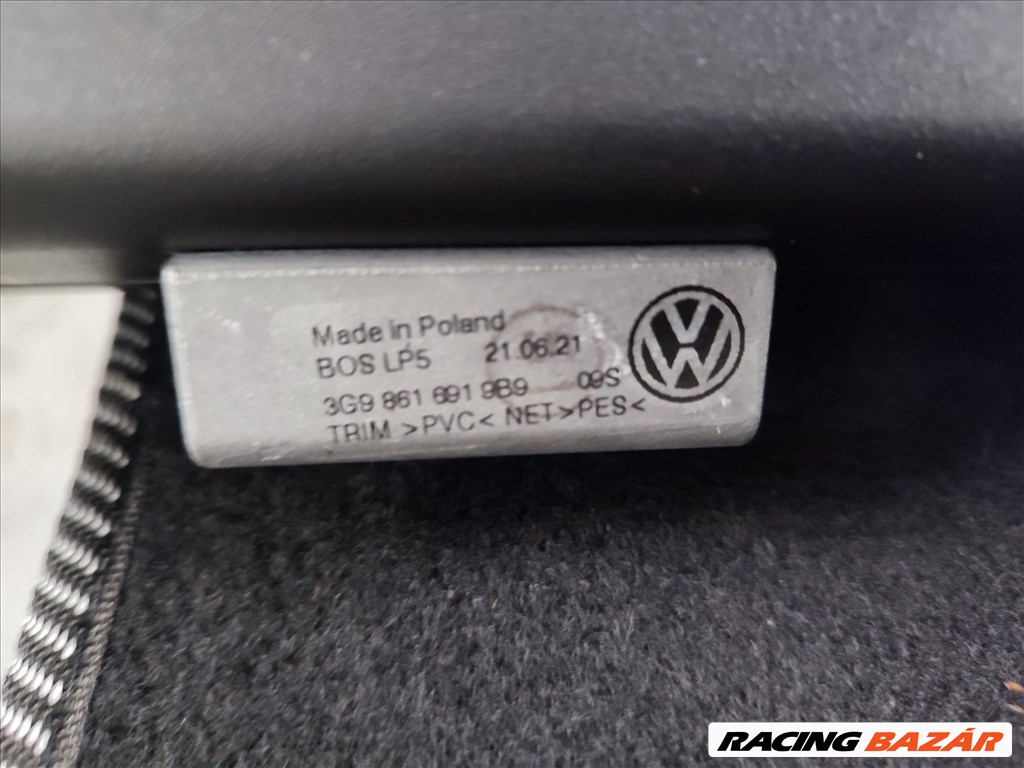 Made in Poland
BOS LP5 21.06.21
3G9 861 691 9B9 09S
TRIM >PVC< NET >PES<
RACING BAZÁR